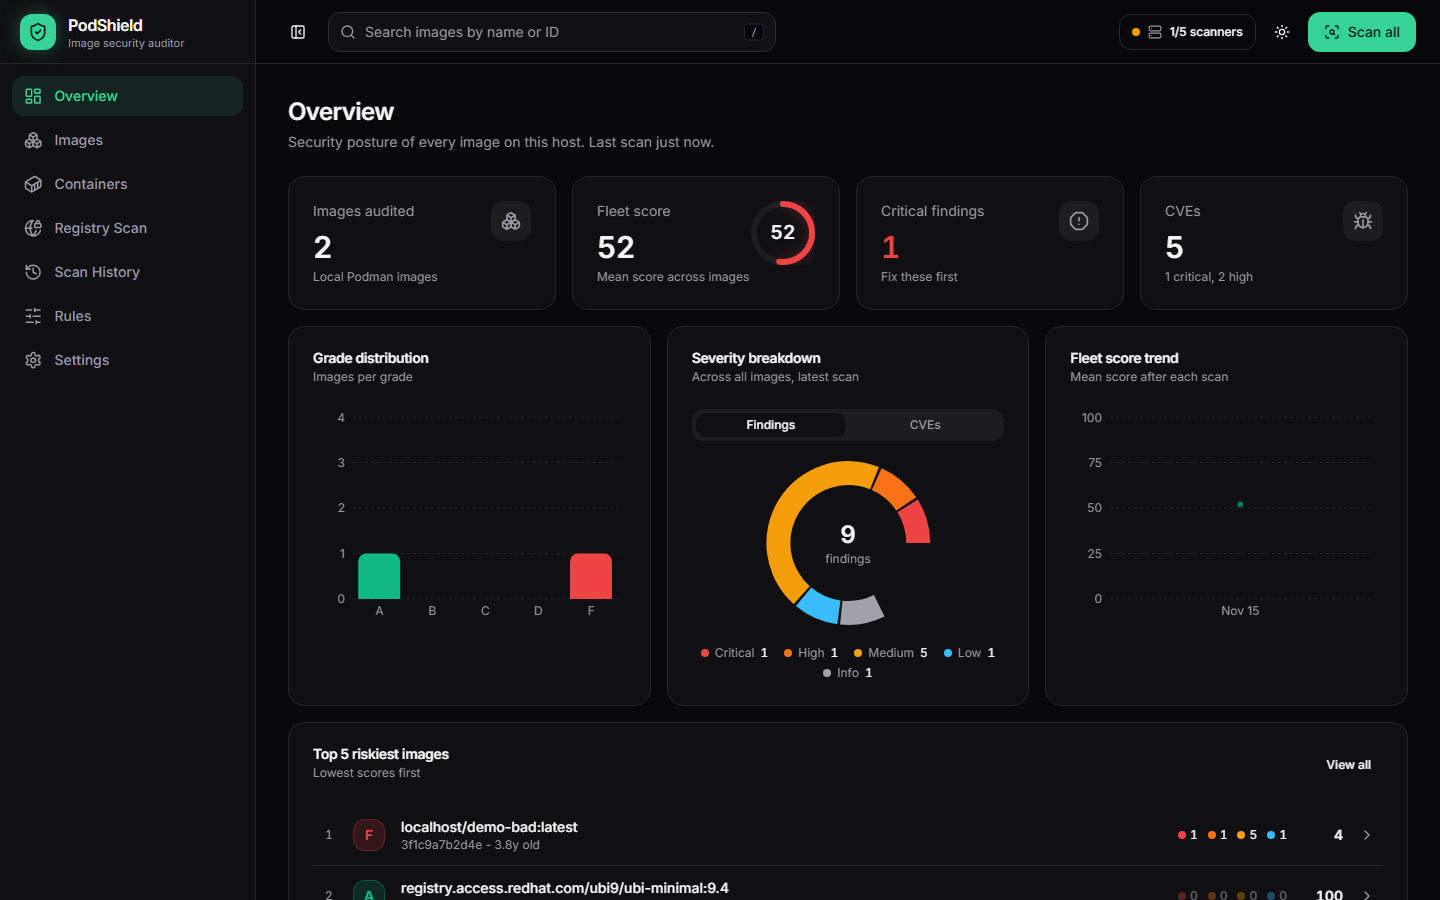 PodShield
Image security auditor
Search images by name or ID
/
1/5 scanners
Scan all
Overview
Images
Containers
Registry Scan
Scan History
Rules
Settings
Overview
Security posture of every image on this host. Last scan just now.
Images audited
2
Local Podman images
Fleet score
52
Mean score across images
52
Critical findings
1
Fix these first
CVEs
5
1 critical, 2 high
Grade distribution
Images per grade
4
3
2
1
0
A B C D F
Severity breakdown
Across all images, latest scan
Findings CVEs
9
findings
Critical 1 High 1 Medium 5 Low 1
Info 1
Fleet score trend
Mean score after each scan
100
75
50
25
0
Nov 15
Top 5 riskiest images
Lowest scores first
View all
1 F localhost/demo-bad:latest 1 1 5 1 4
3f1c9a7b2d4e - 3.8y old
2 A registry.access.redhat.com/ubi9/ubi-minimal:9.4 0 0 0 0 100